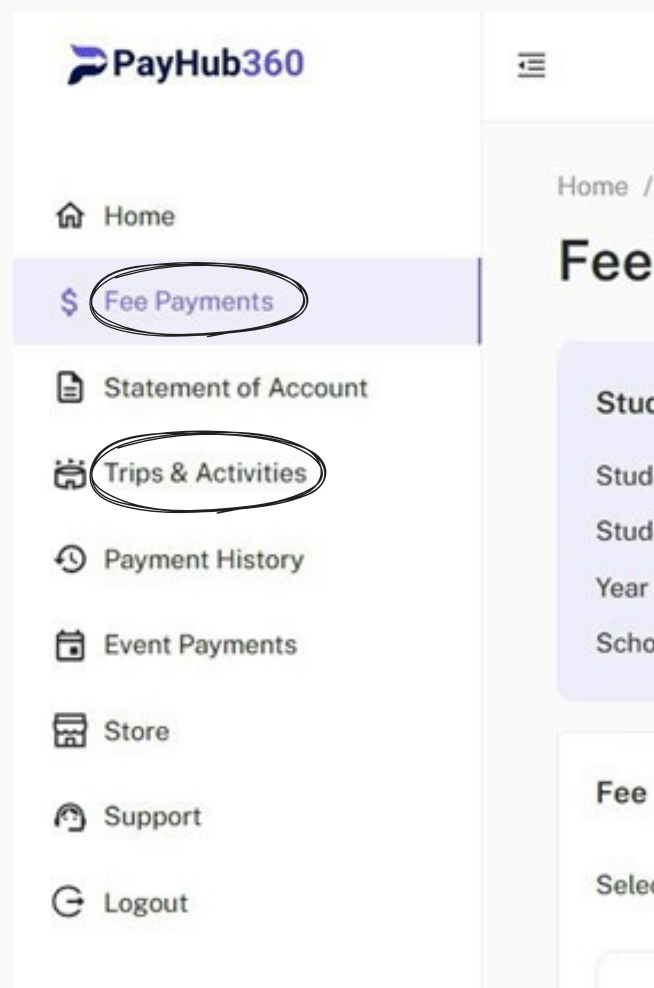 PayHub360
Home
Fee Payments
Statement of Account
Trips & Activities
Payment History
Event Payments
Store
Support
Logout
Home /
Fee
Stud
Stud
Year
Scho
Fee
Selec